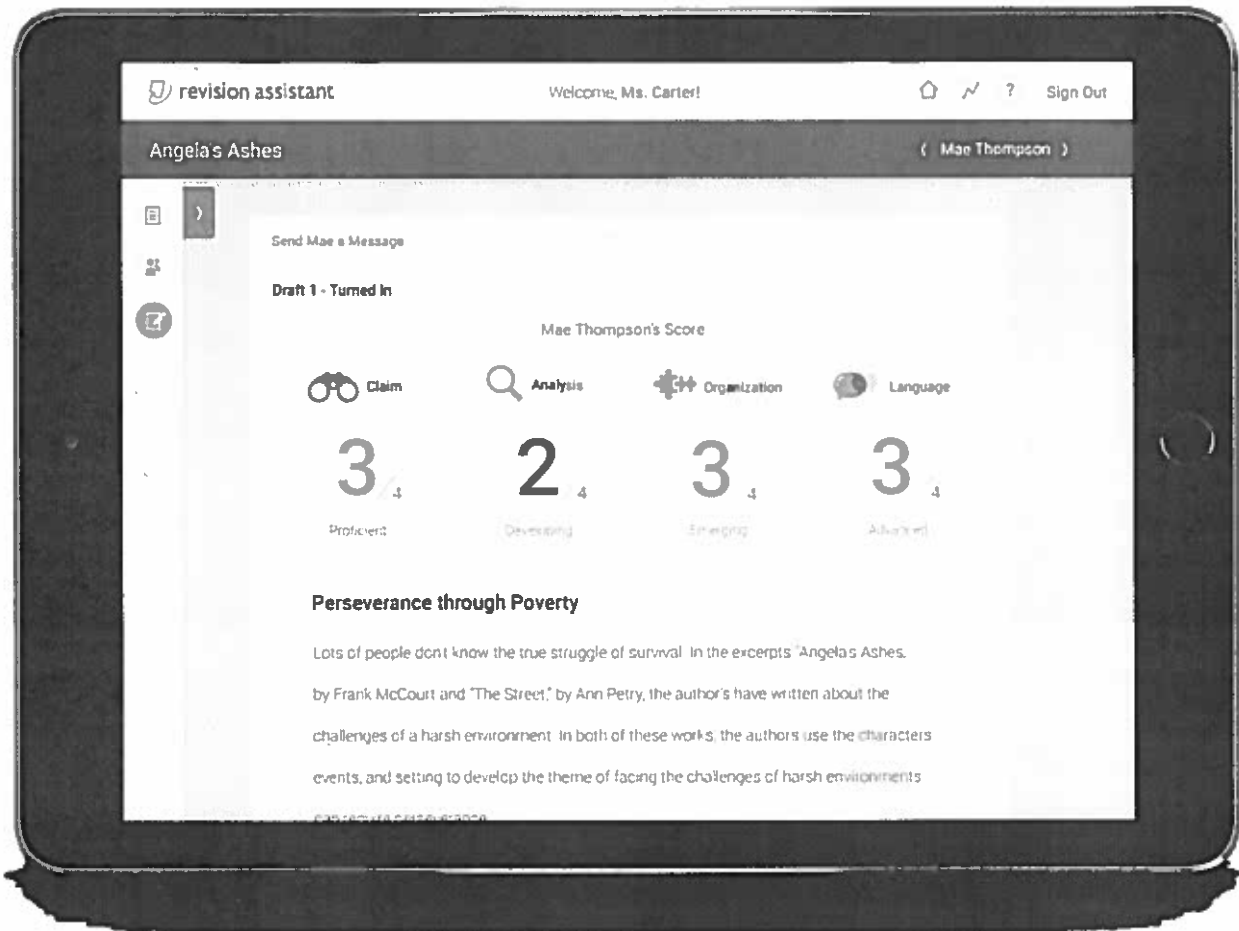 revision assistant
Welcome, Ms. Carter!
? Sign Out
Angela's Ashes
< Mae Thompson >
Send Mae a Message
Draft 1 - Turned In
Mae Thompson's Score
Claim
Analysis
Organization
Language
3 4
2 4
3 4
3 4
Proficient
Developing
Emerging
Advanced
Perseverance through Poverty
Lots of people don't know the true struggle of survival. In the excerpts "Angela's Ashes,
by Frank McCourt and "The Street," by Ann Petry, the author's have written about the
challenges of a harsh environment. In both of these works, the authors use the characters
events, and setting to develop the theme of facing the challenges of harsh environments
can require perseverance